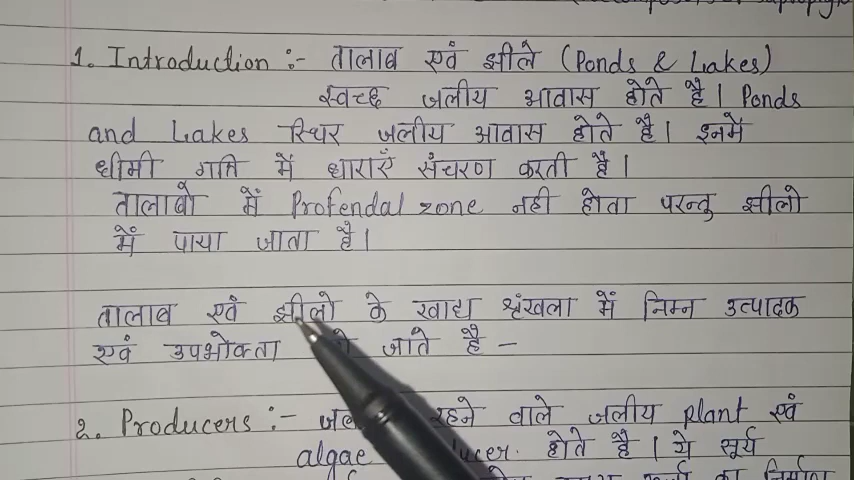 1. Introduction :- तालाब एवं झीले (Ponds & Lakes)
स्वच्छ जलीय आवास होते है। Ponds
and Lakes स्थिर जलीय आवास होते है। इनमें
धीमी गति में धाराएँ संचरण करती है।
तालाबो में Profendal zone नही होता परन्तु झीलो
में पाया जाता है।
तालाब एवं झीलो के खाद्य श्रृंखला में निम्न उत्पादक
एवं उपभोक्ता जाते है –
2. Producers :- रहने वाले जलीय plant एवं
algae होते है। ये सूर्य
का निर्माण